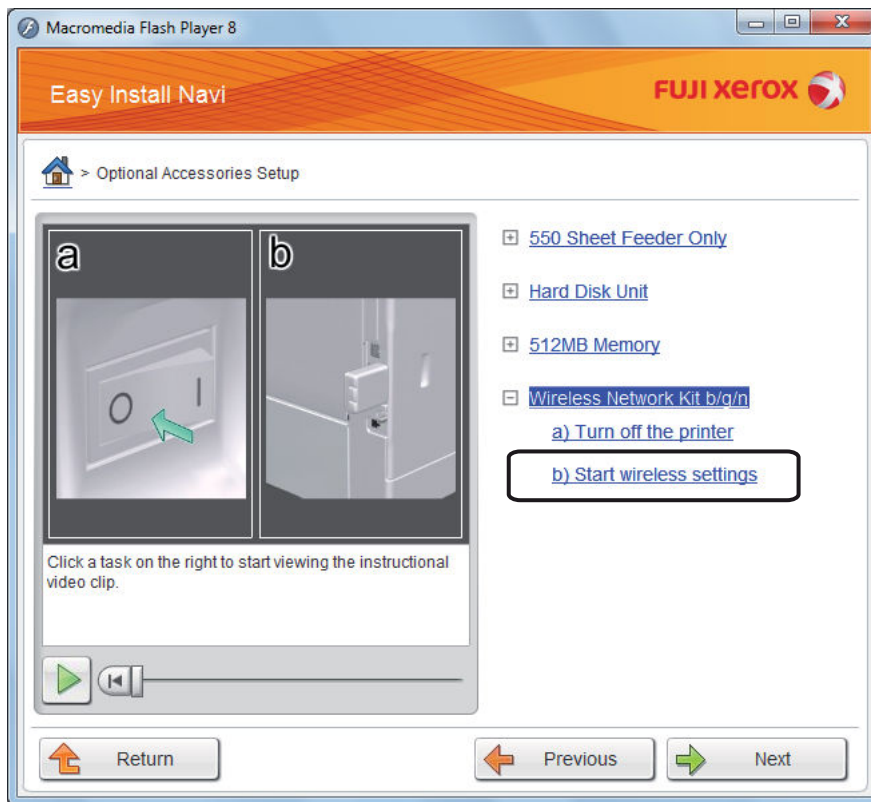 Macromedia Flash Player 8
Easy Install Navi
FUJI xerox
> Optional Accessories Setup
a
b
O
I
Click a task on the right to start viewing the instructional
video clip.
550 Sheet Feeder Only
Hard Disk Unit
512MB Memory
Wireless Network Kit b/g/n
a) Turn off the printer
b) Start wireless settings
Return
Previous
Next